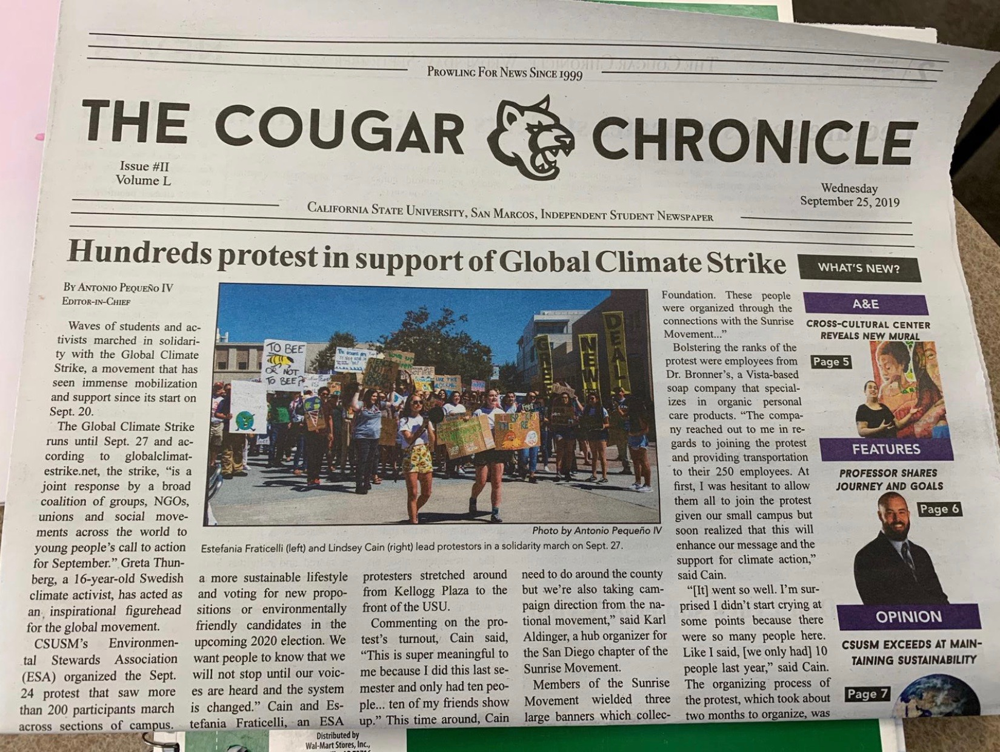 PROWLING FOR NEWS SINCE 1999
THE COUGAR CHRONICLE
Issue #II
Volume L
Wednesday
September 25, 2019
CALIFORNIA STATE UNIVERSITY, SAN MARCOS, INDEPENDENT STUDENT NEWSPAPER
Hundreds protest in support of Global Climate Strike
BY ANTONIO PEQUEÑO IV
EDITOR-IN-CHIEF
Waves of students and ac-
tivists marched in solidari-
ty with the Global Climate
Strike, a movement that has
seen immense mobilization
and support since its start on
Sept. 20.
The Global Climate Strike
runs until Sept. 27 and ac-
cording to globalclimat-
estrike.net, the strike, “is a
joint response by a broad
coalition of groups, NGOs,
unions and social move-
ments across the world to
young people’s call to action
for September.” Greta Thun-
berg, a 16-year-old Swedish
climate activist, has acted as
an inspirational figurehead
for the global movement.
CSUSM’s Environmen-
tal Stewards Association
(ESA) organized the Sept.
24 protest that saw more
than 200 participants march
across sections of campus.
TO BEE
OR NOT
TO BEE?
GREEN
NEW
DEAL
Photo by Antonio Pequeño IV
Estefania Fraticelli (left) and Lindsey Cain (right) lead protestors in a solidarity march on Sept. 27.
a more sustainable lifestyle
and voting for new propo-
sitions or environmentally
friendly candidates in the
upcoming 2020 election. We
want people to know that we
will not stop until our voic-
es are heard and the system
is changed.” Cain and Es-
tefania Fraticelli, an ESA
protesters stretched around
from Kellogg Plaza to the
front of the USU.
Commenting on the pro-
test’s turnout, Cain said,
“This is super meaningful to
me because I did this last se-
mester and only had ten peo-
ple... ten of my friends show
up.” This time around, Cain
need to do around the county
but we’re also taking cam-
paign direction from the na-
tional movement,” said Karl
Aldinger, a hub organizer for
the San Diego chapter of the
Sunrise Movement.
Members of the Sunrise
Movement wielded three
large banners which collec-
Foundation. These people
were organized through the
connections with the Sunrise
Movement...”
Bolstering the ranks of the
protest were employees from
Dr. Bronner’s, a Vista-based
soap company that special-
izes in organic personal
care products. “The compa-
ny reached out to me in re-
gards to joining the protest
and providing transportation
to their 250 employees. At
first, I was hesitant to allow
them all to join the protest
given our small campus but
soon realized that this will
enhance our message and the
support for climate action,”
said Cain.
“[It] went so well. I’m sur-
prised I didn’t start crying at
some points because there
were so many people here.
Like I said, [we only had] 10
people last year,” said Cain.
The organizing process of
the protest, which took about
two months to organize, was
WHAT’S NEW?
A&E
CROSS-CULTURAL CENTER
REVEALS NEW MURAL
Page 5
FEATURES
PROFESSOR SHARES
JOURNEY AND GOALS
Page 6
OPINION
CSUSM EXCEEDS AT MAIN-
TAINING SUSTAINABILITY
Page 7
Distributed by
Wal-Mart Stores, Inc.,